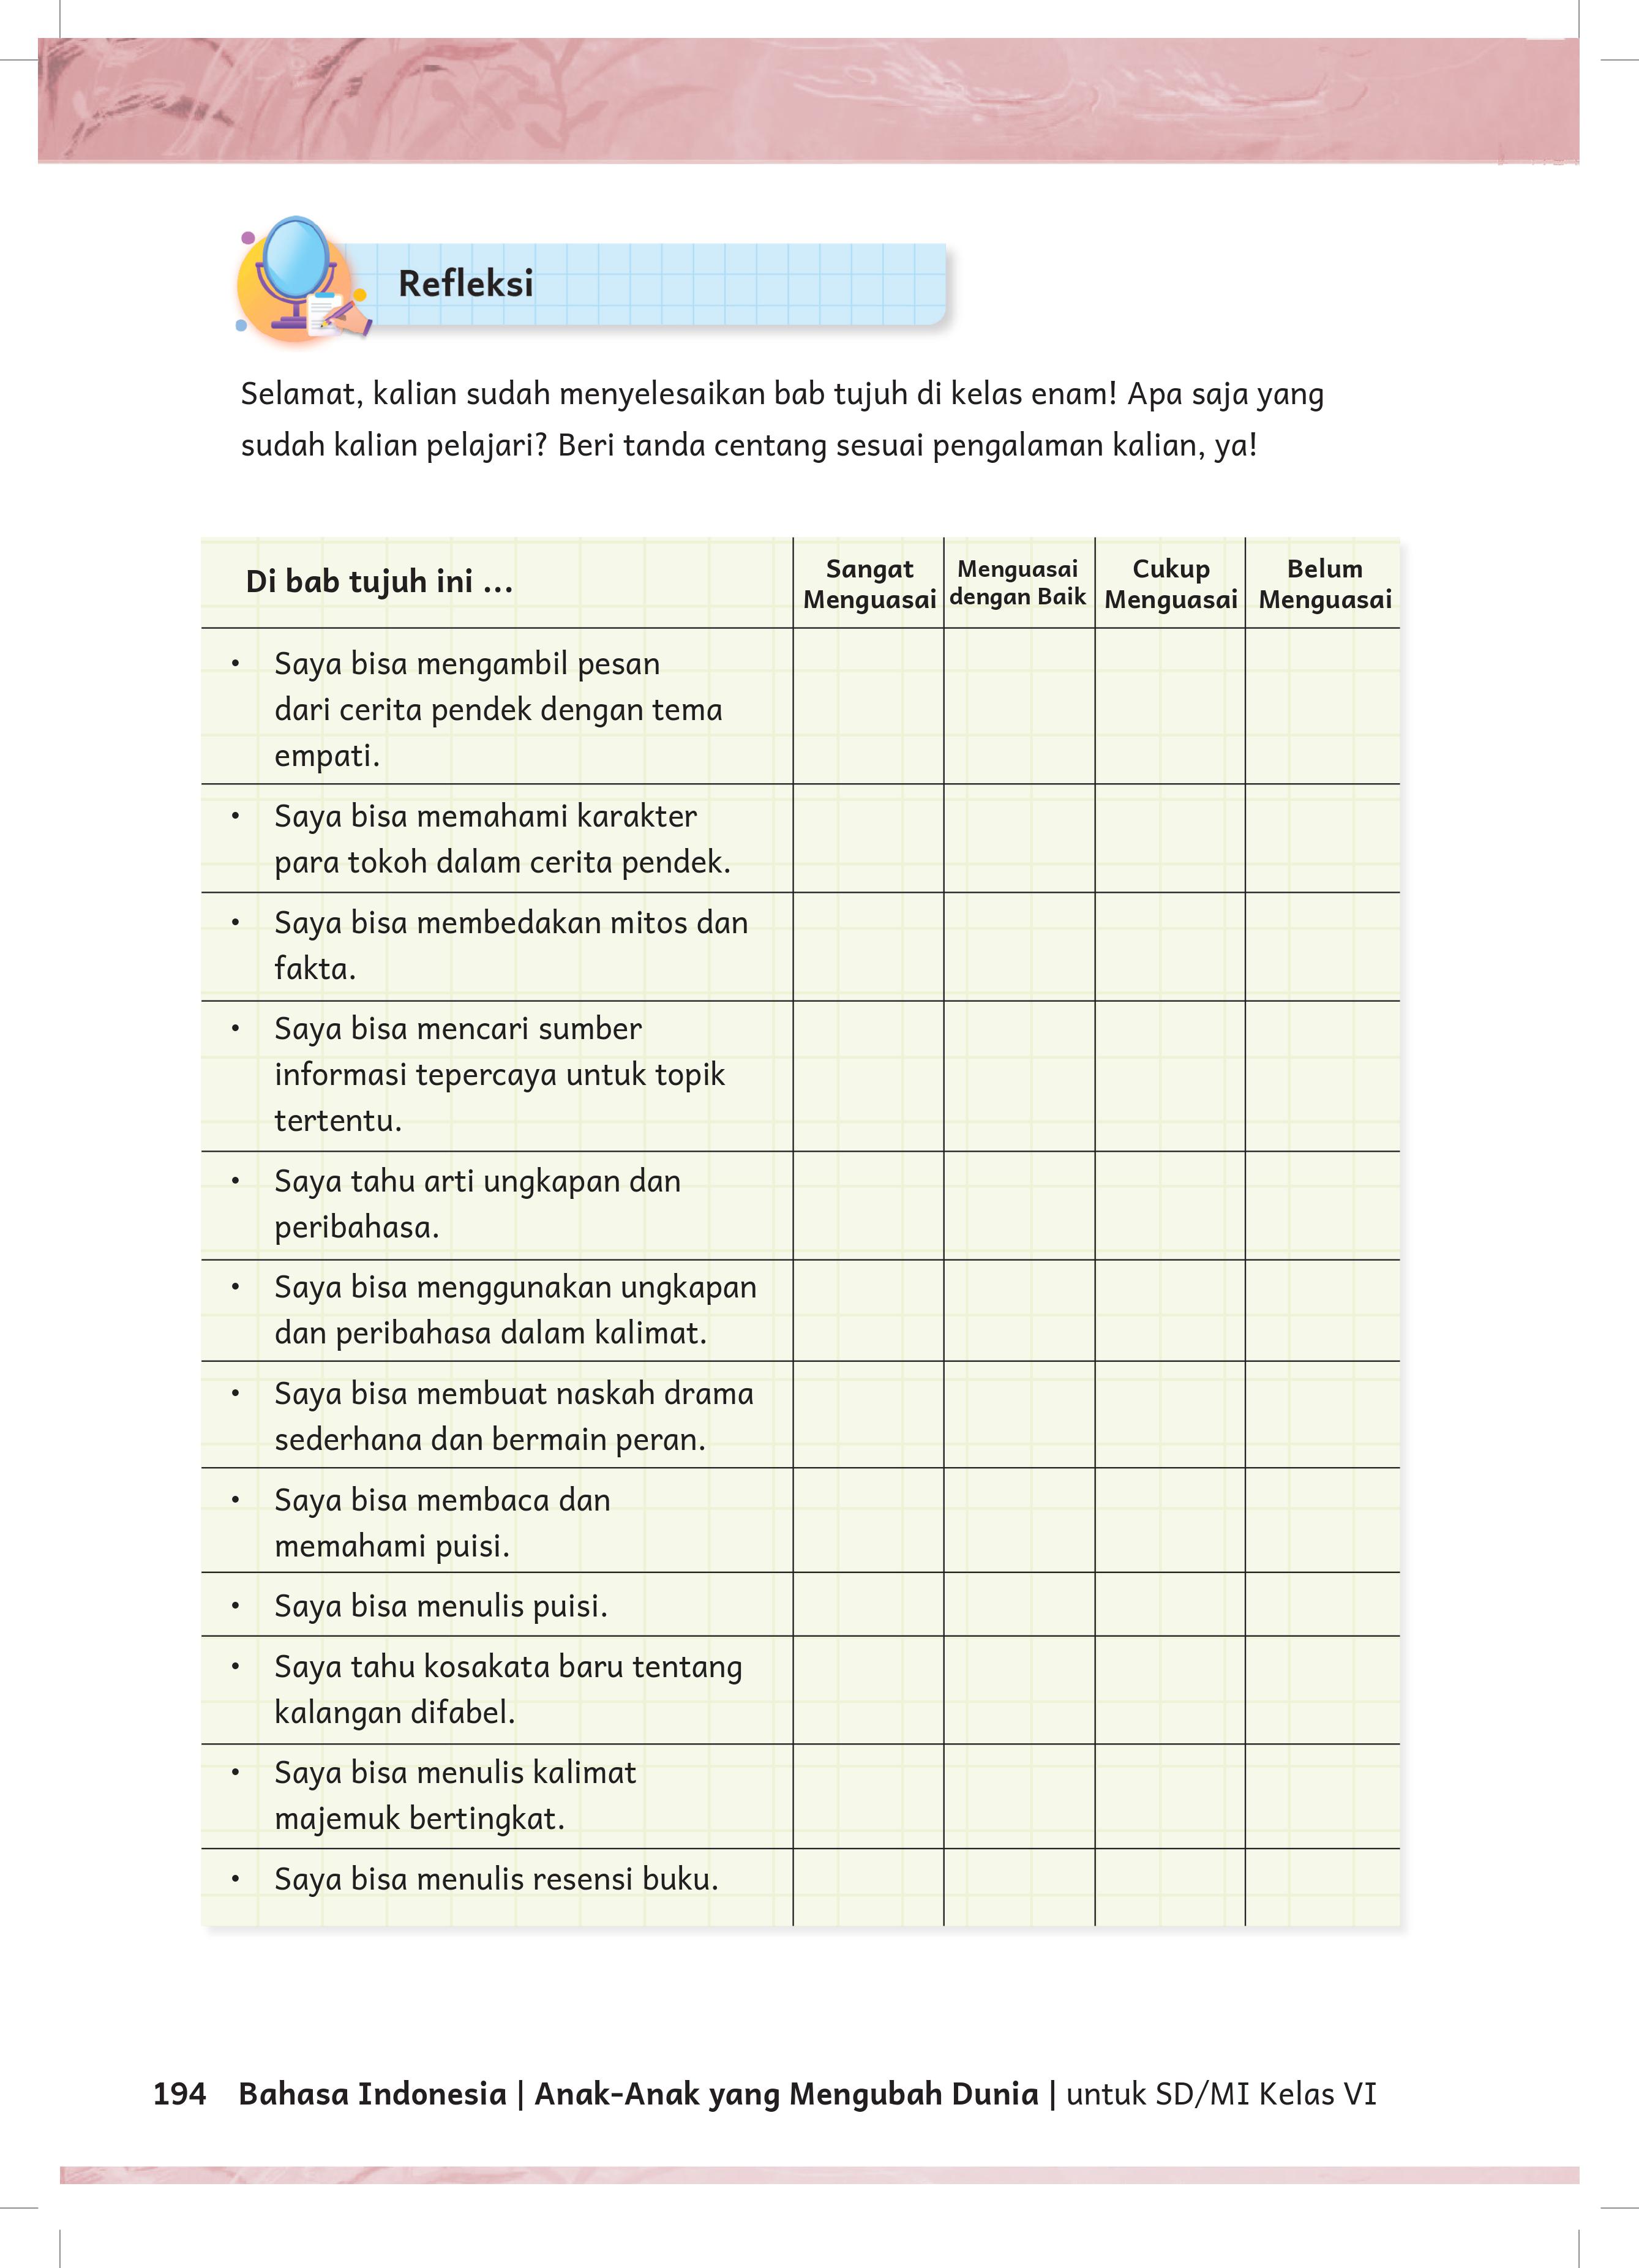 Refleksi
Selamat, kalian sudah menyelesaikan bab tujuh di kelas enam! Apa saja yang
sudah kalian pelajari? Beri tanda centang sesuai pengalaman kalian, ya!
Di bab tujuh ini ...
Sangat
Menguasai
Menguasai
dengan Baik
Cukup
Menguasai
Belum
Menguasai
• Saya bisa mengambil pesan
dari cerita pendek dengan tema
empati.
• Saya bisa memahami karakter
para tokoh dalam cerita pendek.
• Saya bisa membedakan mitos dan
fakta.
• Saya bisa mencari sumber
informasi tepercaya untuk topik
tertentu.
• Saya tahu arti ungkapan dan
peribahasa.
• Saya bisa menggunakan ungkapan
dan peribahasa dalam kalimat.
• Saya bisa membuat naskah drama
sederhana dan bermain peran.
• Saya bisa membaca dan
memahami puisi.
• Saya bisa menulis puisi.
• Saya tahu kosakata baru tentang
kalangan difabel.
• Saya bisa menulis kalimat
majemuk bertingkat.
• Saya bisa menulis resensi buku.
194 Bahasa Indonesia | Anak-Anak yang Mengubah Dunia | untuk SD/MI Kelas VI